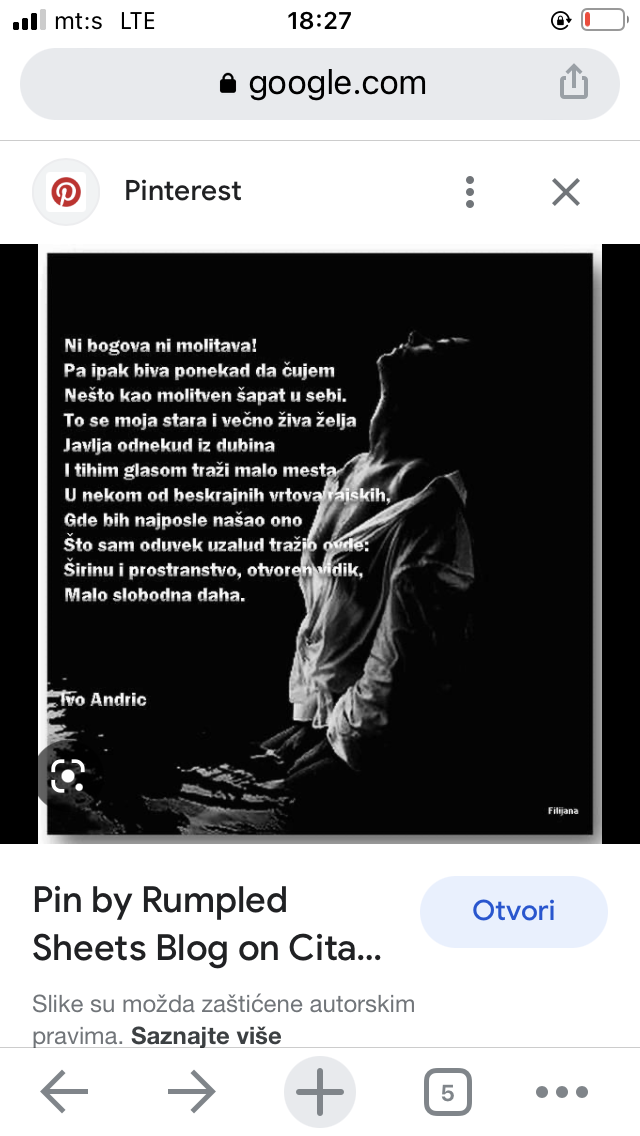 mt:s LTE 18:27
google.com
Pinterest
Ni bogova ni molitava!
Pa ipak biva ponekad da čujem
Nešto kao molitven šapat u sebi.
To se moja stara i večno živa želja
Javlja odnekud iz dubina
I tihim glasom traži malo mesta
U nekom od beskrajnih vrtova rajskih,
Gde bih najposle našao ono
Što sam oduvek uzalud tražio ovde:
Širinu i prostranstvo, otvoren vidik,
Malo slobodna daha.
Ivo Andric
Filijana
Pin by Rumpled
Sheets Blog on Cita...
Otvori
Slike su možda zaštićene autorskim
pravima. Saznajte više
5